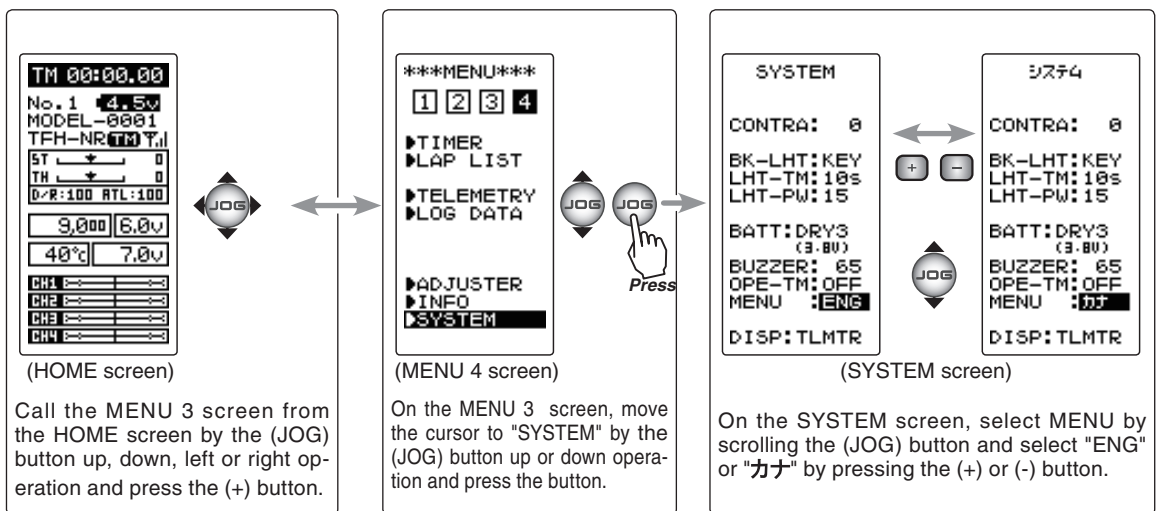 TM 00:00.00
No.1 4.5v
MODEL-0001
TFH-NR TM
ST 0
TH 0
D/R:100 ATL:100
9,000 6.0v
40℃ 7.0v
CH1
CH2
CH3
CH4
JOG
(HOME screen)
Call the MENU 3 screen from
the HOME screen by the (JOG)
button up, down, left or right op-
eration and press the (+) button.
***MENU***
1 2 3 4
TIMER
LAP LIST
TELEMETRY
LOG DATA
ADJUSTER
INFO
SYSTEM
JOG JOG
Press
(MENU 4 screen)
On the MENU 3 screen, move
the cursor to "SYSTEM" by the
(JOG) button up or down opera-
tion and press the button.
SYSTEM
CONTRA: 0
BK-LHT:KEY
LHT-TM:10s
LHT-PW:15
BATT:DRY3
(3.8V)
BUZZER: 65
OPE-TM:OFF
MENU :ENG
DISP:TLMTR
+ -
JOG
システム
CONTRA: 0
BK-LHT:KEY
LHT-TM:10s
LHT-PW:15
BATT:DRY3
(3.8V)
BUZZER: 65
OPE-TM:OFF
MENU :カナ
DISP:TLMTR
(SYSTEM screen)
On the SYSTEM screen, select MENU by
scrolling the (JOG) button and select "ENG"
or "カナ" by pressing the (+) or (-) button.